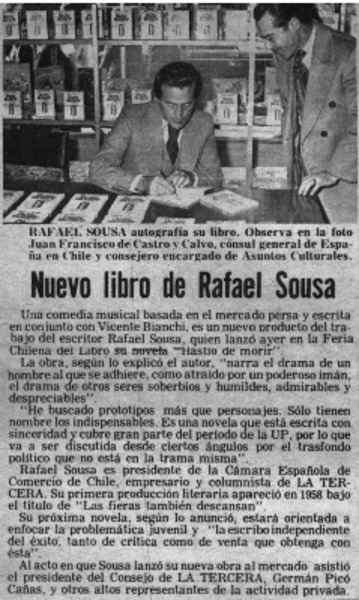 RAFAEL SOUSA autografía su libro. Observa en la foto
Juan Francisco de Castro y Calvo, cónsul general de Espa-
ña en Chile y consejero encargado de Asuntos Culturales.
Nuevo libro de Rafael Sousa
Una comedia musical basada en el mercado persa y escrita
en conjunto con Vicente Bianchi, es un nuevo producto del tra-
bajo del escritor Rafael Sousa, quien lanzó ayer en la Feria
Chilena del Libro su novela "Hastío de morir".
La obra, según lo explicó el autor, "narra el drama de un
hombre al que se adhiere, como atraído por un poderoso imán,
el drama de otros seres soberbios y humildes, admirables y
despreciables".
"He buscado prototipos más que personajes. Sólo tienen
nombre los indispensables. Es una novela que está escrita con
sinceridad y cubre gran parte del período de la UP, por lo que
va a ser discutida desde ciertos ángulos por el trasfondo
político que no está en la trama misma".
Rafael Sousa es presidente de la Cámara Española de
Comercio de Chile, empresario y columnista de LA TER-
CERA. Su primera producción literaria apareció en 1958 bajo
el título de "Las fieras también descansan".
Su próxima novela, según lo anunció, estará orientada a
enfocar la problemática juvenil y "la escribo independiente
del éxito, tanto de crítica como de venta que obtenga con
ésta".
Al acto en que Sousa lanzó su nueva obra al mercado asistió
el presidente del Consejo de LA TERCERA, Germán Picó
Cañas, y otros altos representantes de la actividad privada.